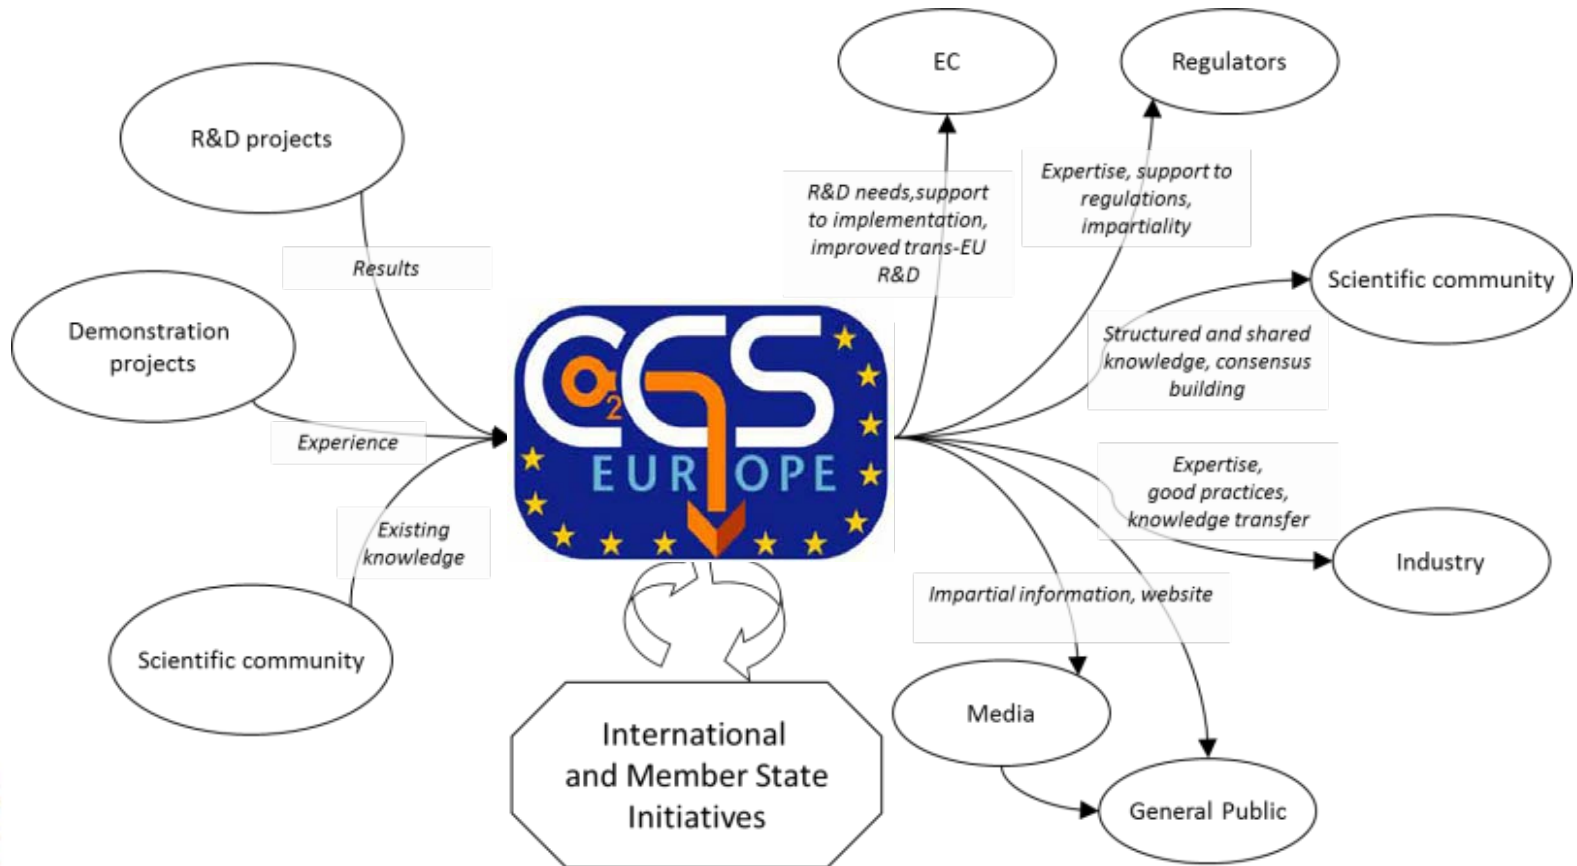 R&D projects
Results
Demonstration
projects
Experience
Existing
knowledge
Scientific community
CO2GS
EUROPE
International
and Member State
Initiatives
EC
R&D needs,support
to implementation,
improved trans-EU
R&D
Regulators
Expertise, support to
regulations,
impartiality
Scientific community
Structured and shared
knowledge, consensus
building
Expertise,
good practices,
knowledge transfer
Industry
Impartial information, website
Media
General Public